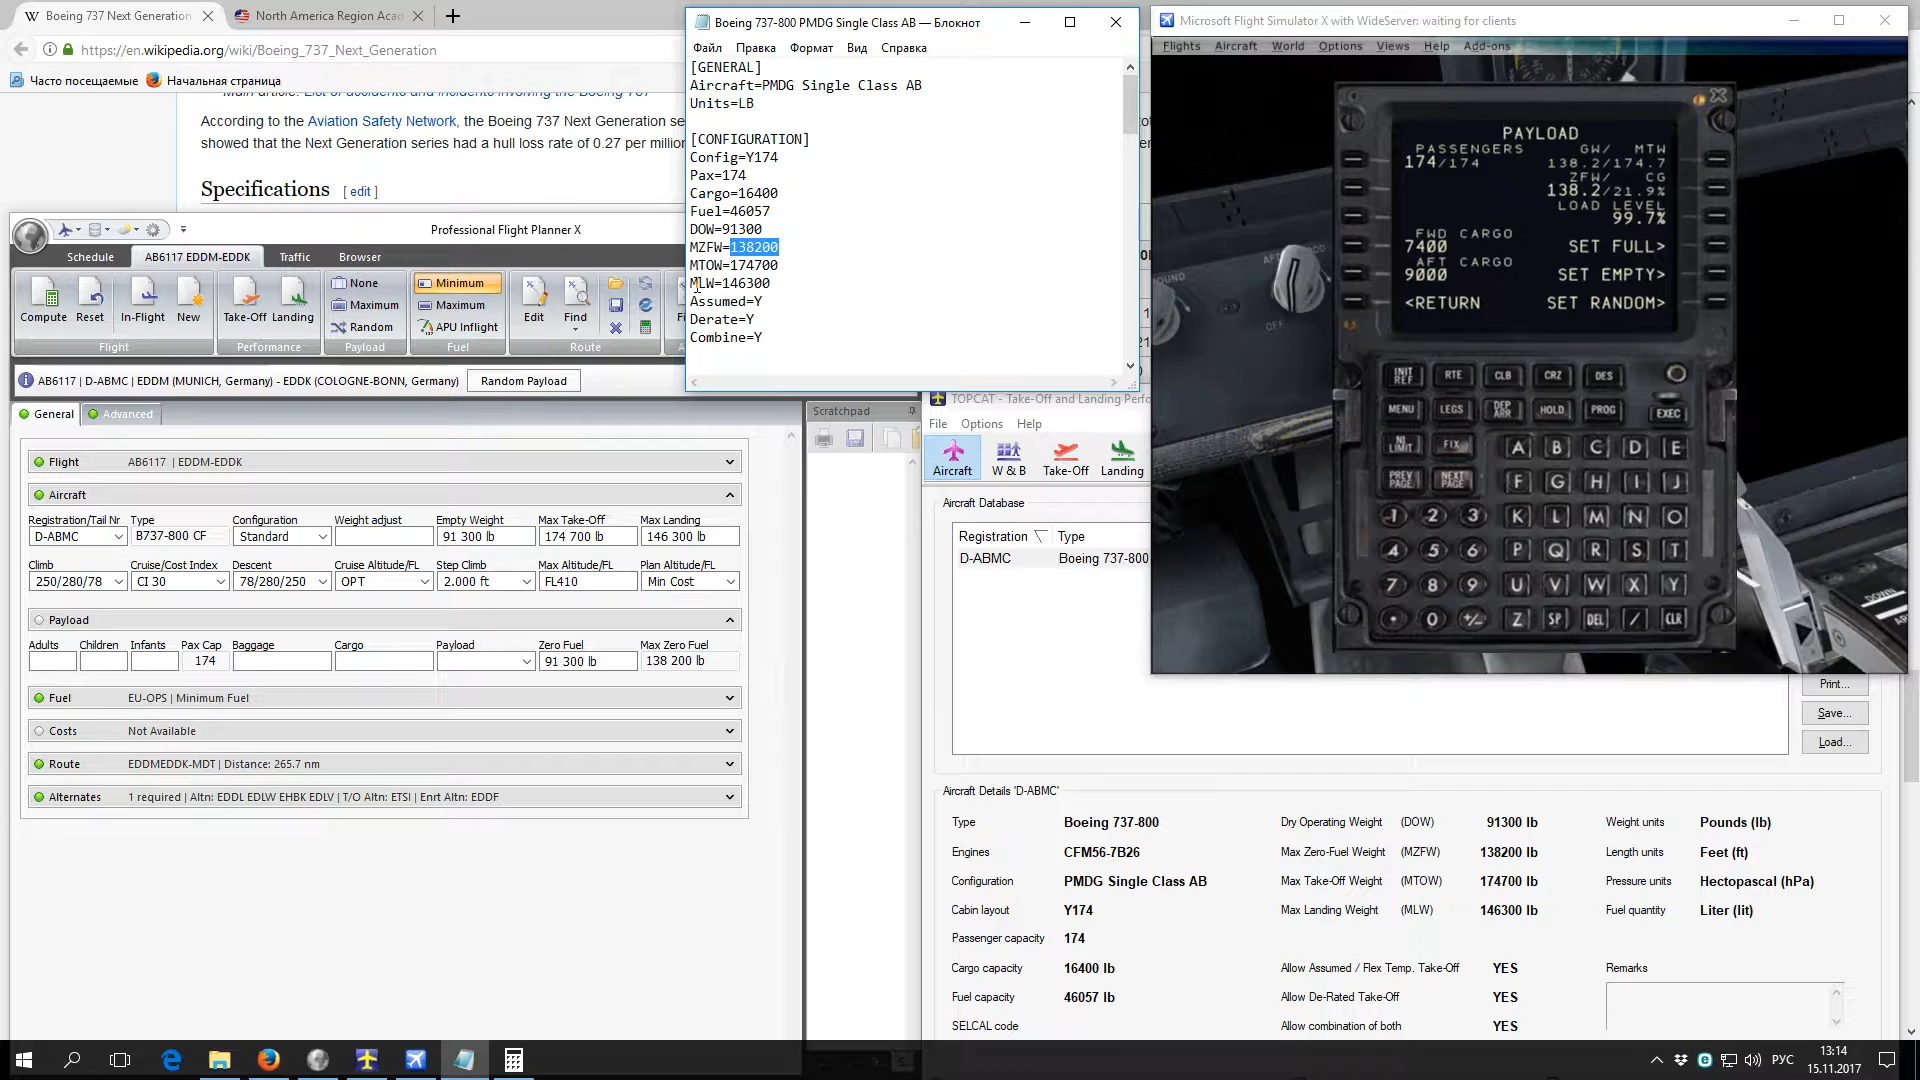 Boeing 737 Next Generation
North America Region Acad
https://en.wikipedia.org/wiki/Boeing_737_Next_Generation
Часто посещаемые
Начальная страница
Main article: List of accidents and incidents involving the Boeing 737
According to the Aviation Safety Network, the Boeing 737 Next Generation se
showed that the Next Generation series had a hull loss rate of 0.27 per million
Specifications [ edit ]
Professional Flight Planner X
Schedule
AB6117 EDDM-EDDK
Traffic
Browser
Compute
Reset
In-Flight
New
Flight
Take-Off
Landing
Performance
None
Maximum
Random
Payload
Minimum
Maximum
APU Inflight
Fuel
Edit
Find
Route
AB6117 | D-ABMC | EDDM (MUNICH, Germany) - EDDK (COLOGNE-BONN, Germany)
Random Payload
General
Advanced
Flight AB6117 | EDDM-EDDK
Aircraft
Registration/Tail Nr Type Configuration Weight adjust Empty Weight Max Take-Off Max Landing
D-ABMC B737-800 CF Standard 91 300 lb 174 700 lb 146 300 lb
Climb Cruise/Cost Index Descent Cruise Altitude/FL Step Climb Max Altitude/FL Plan Altitude/FL
250/280/78 CI 30 78/280/250 OPT 2.000 ft FL410 Min Cost
Payload
Adults Children Infants Pax Cap Baggage Cargo Payload Zero Fuel Max Zero Fuel
174 91 300 lb 138 200 lb
Fuel EU-OPS | Minimum Fuel
Costs Not Available
Route EDDMEDDK-MDT | Distance: 265.7 nm
Alternates 1 required | Altn: EDDL EDLW EHBK EDLV | T/O Altn: ETSI | Enrt Altn: EDDF
Scratchpad
Boeing 737-800 PMDG Single Class AB — Блокнот
Файл Правка Формат Вид Справка
[GENERAL]
Aircraft=PMDG Single Class AB
Units=LB
[CONFIGURATION]
Config=Y174
Pax=174
Cargo=16400
Fuel=46057
DOW=91300
MZFW=138200
MTOW=174700
MLW=146300
Assumed=Y
Derate=Y
Combine=Y
TOPCAT - Take-Off and Landing Perfo
File Options Help
Aircraft
W & B
Take-Off
Landing
Aircraft Database
Registration Type
D-ABMC Boeing 737-800
Print...
Save...
Load...
Aircraft Details 'D-ABMC'
Type Boeing 737-800 Dry Operating Weight (DOW) 91300 lb Weight units Pounds (lb)
Engines CFM56-7B26 Max Zero-Fuel Weight (MZFW) 138200 lb Length units Feet (ft)
Configuration PMDG Single Class AB Max Take-Off Weight (MTOW) 174700 lb Pressure units Hectopascal (hPa)
Cabin layout Y174 Max Landing Weight (MLW) 146300 lb Fuel quantity Liter (lit)
Passenger capacity 174
Cargo capacity 16400 lb Allow Assumed / Flex Temp. Take-Off YES Remarks
Fuel capacity 46057 lb Allow De-Rated Take-Off YES
SELCAL code Allow combination of both YES
Microsoft Flight Simulator X with WideServer: waiting for clients
Flights Aircraft World Options Views Help Add-ons
PAYLOAD
PASSENGERS GW/ MTW
174/174 138.2/174.7
ZFW/ CG
138.2/21.9%
LOAD LEVEL
99.7%
FWD CARGO
7400 SET FULL>
AFT CARGO
9000 SET EMPTY>
<RETURN SET RANDOM>
INIT REF RTE CLB CRZ DES
MENU LEGS DEP ARR HOLD PROG EXEC
N1 LIMIT FIX A B C D E
PREV PAGE NEXT PAGE F G H I J
1 2 3 K L M N O
4 5 6 P Q R S T
7 8 9 U V W X Y
. 0 +/- Z SP DEL / CLR
OFF
DOWN
РУС
13:14
15.11.2017